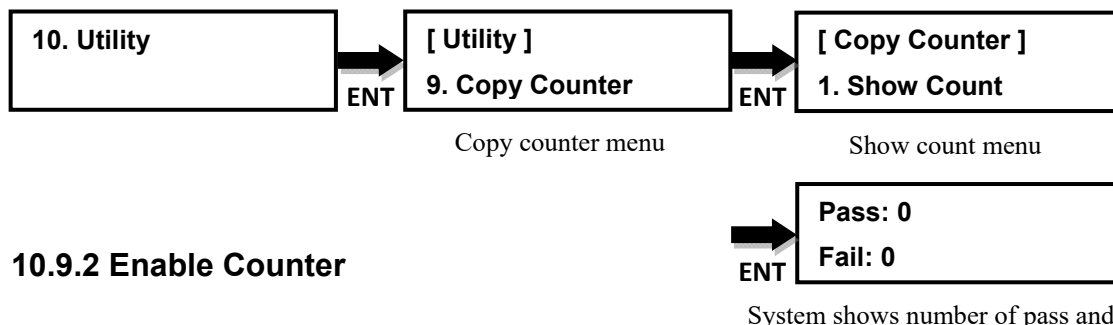 10. Utility
ENT
[ Utility ]
9. Copy Counter
ENT
[ Copy Counter ]
1. Show Count
Copy counter menu
Show count menu
ENT
Pass: 0
Fail: 0
10.9.2 Enable Counter
System shows number of pass and